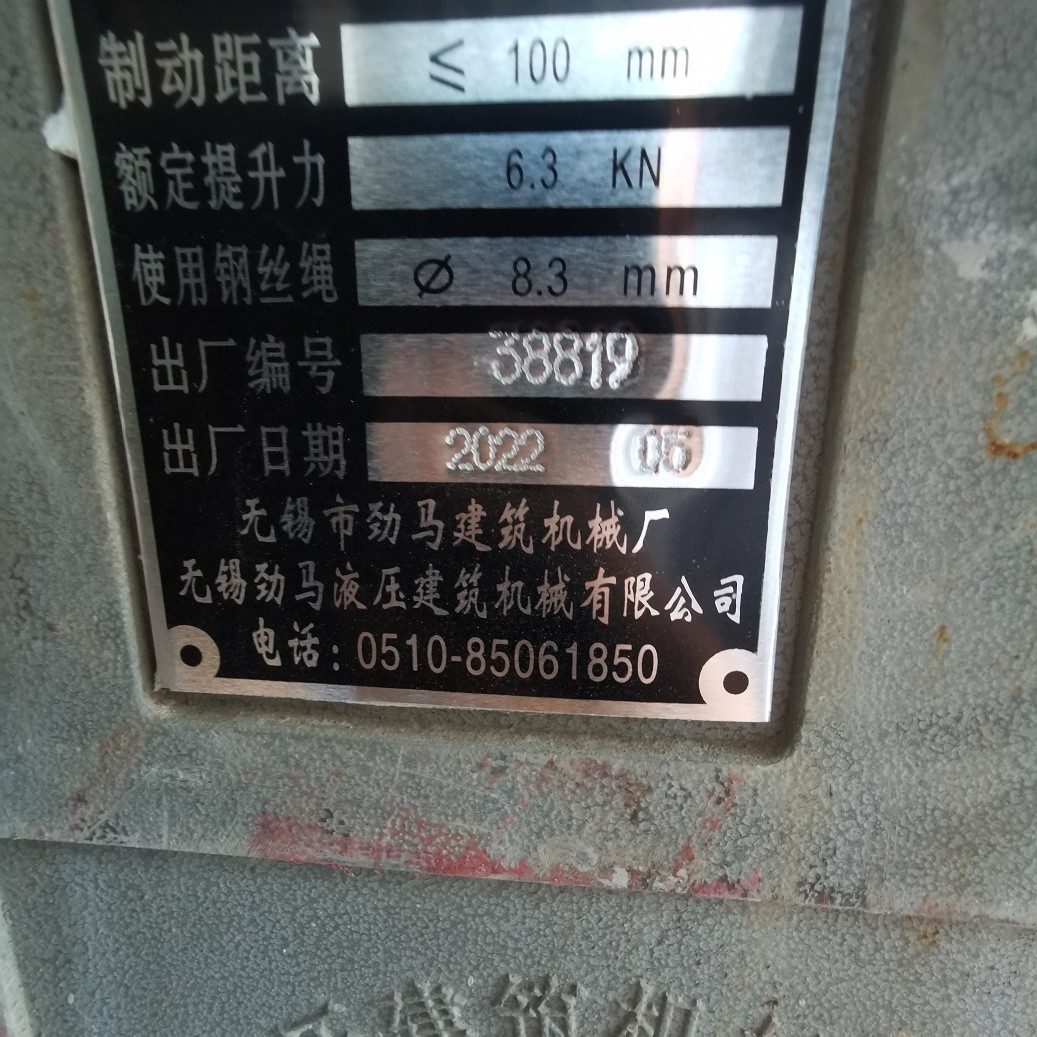 制动距离 ≤ 100 mm
额定提升力 6.3 KN
使用钢丝绳 ⌀ 8.3 mm
出厂编号 38819
出厂日期 2022 05
无锡市劲马建筑机械厂
无锡劲马液压建筑机械有限公司
电话：0510-85061850
建筑机